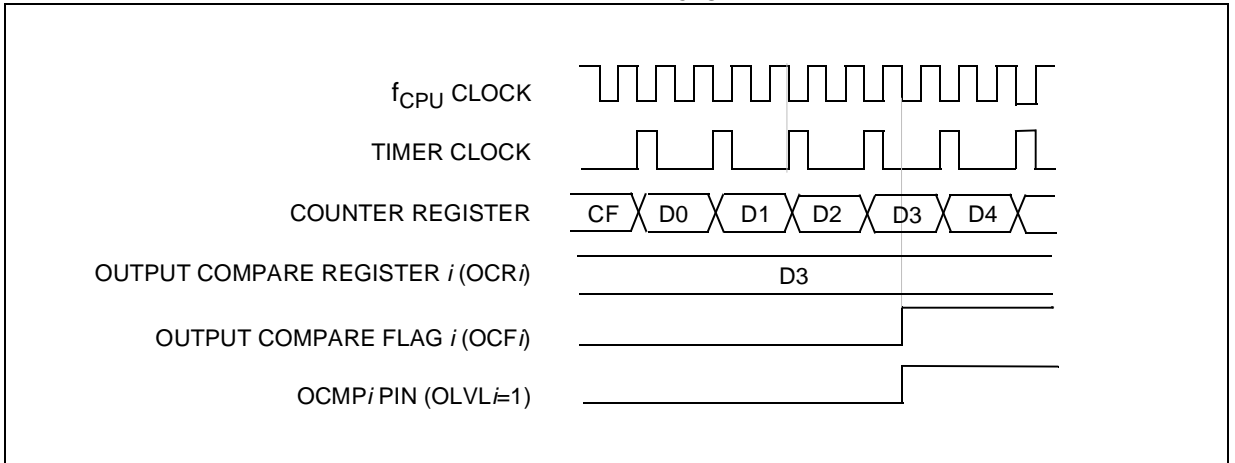 fCPU CLOCK
TIMER CLOCK
COUNTER REGISTER CF D0 D1 D2 D3 D4
OUTPUT COMPARE REGISTER i (OCRi) D3
OUTPUT COMPARE FLAG i (OCFi)
OCMPi PIN (OLVLi=1)